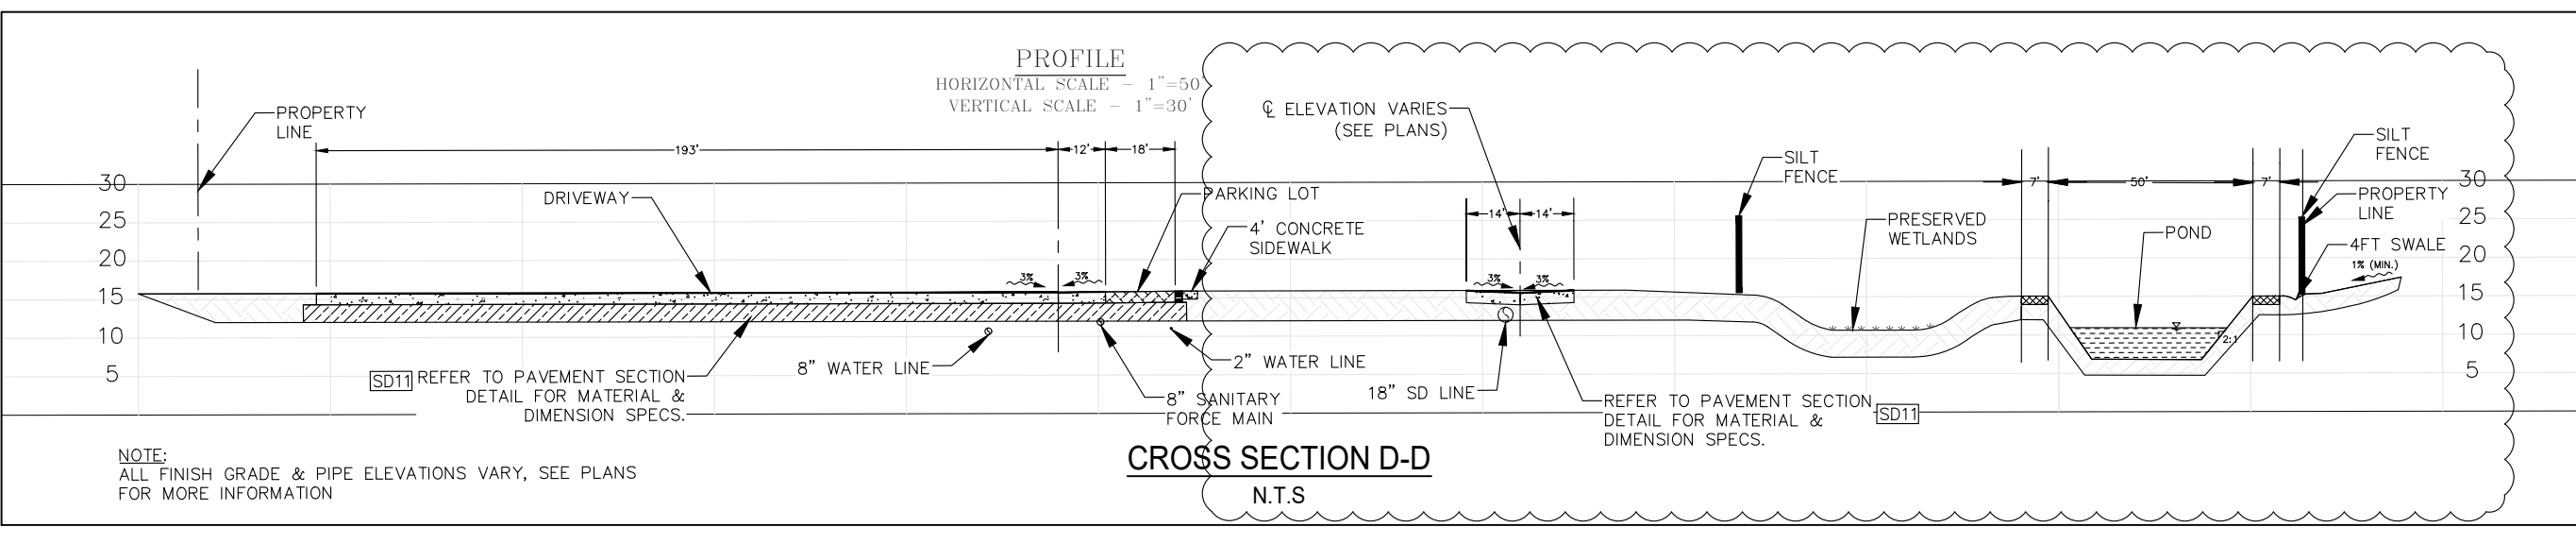 PROFILE
HORIZONTAL SCALE - 1"=50'
VERTICAL SCALE - 1"=30'
PROPERTY
LINE
℄ ELEVATION VARIES
(SEE PLANS)
SILT
FENCE
SILT
FENCE
193'
12'
18'
30
25
20
15
10
5
DRIVEWAY
PARKING LOT
4' CONCRETE
SIDEWALK
3%
3%
14'
14'
3%
3%
PRESERVED
WETLANDS
7'
50'
7'
POND
2:1
PROPERTY
LINE
4FT SWALE
1% (MIN.)
30
25
20
15
10
5
8" WATER LINE
2" WATER LINE
8" SANITARY
FORCE MAIN
18" SD LINE
SD11 REFER TO PAVEMENT SECTION
DETAIL FOR MATERIAL &
DIMENSION SPECS.
REFER TO PAVEMENT SECTION
DETAIL FOR MATERIAL & SD11
DIMENSION SPECS.
NOTE:
ALL FINISH GRADE & PIPE ELEVATIONS VARY, SEE PLANS
FOR MORE INFORMATION
CROSS SECTION D-D
N.T.S